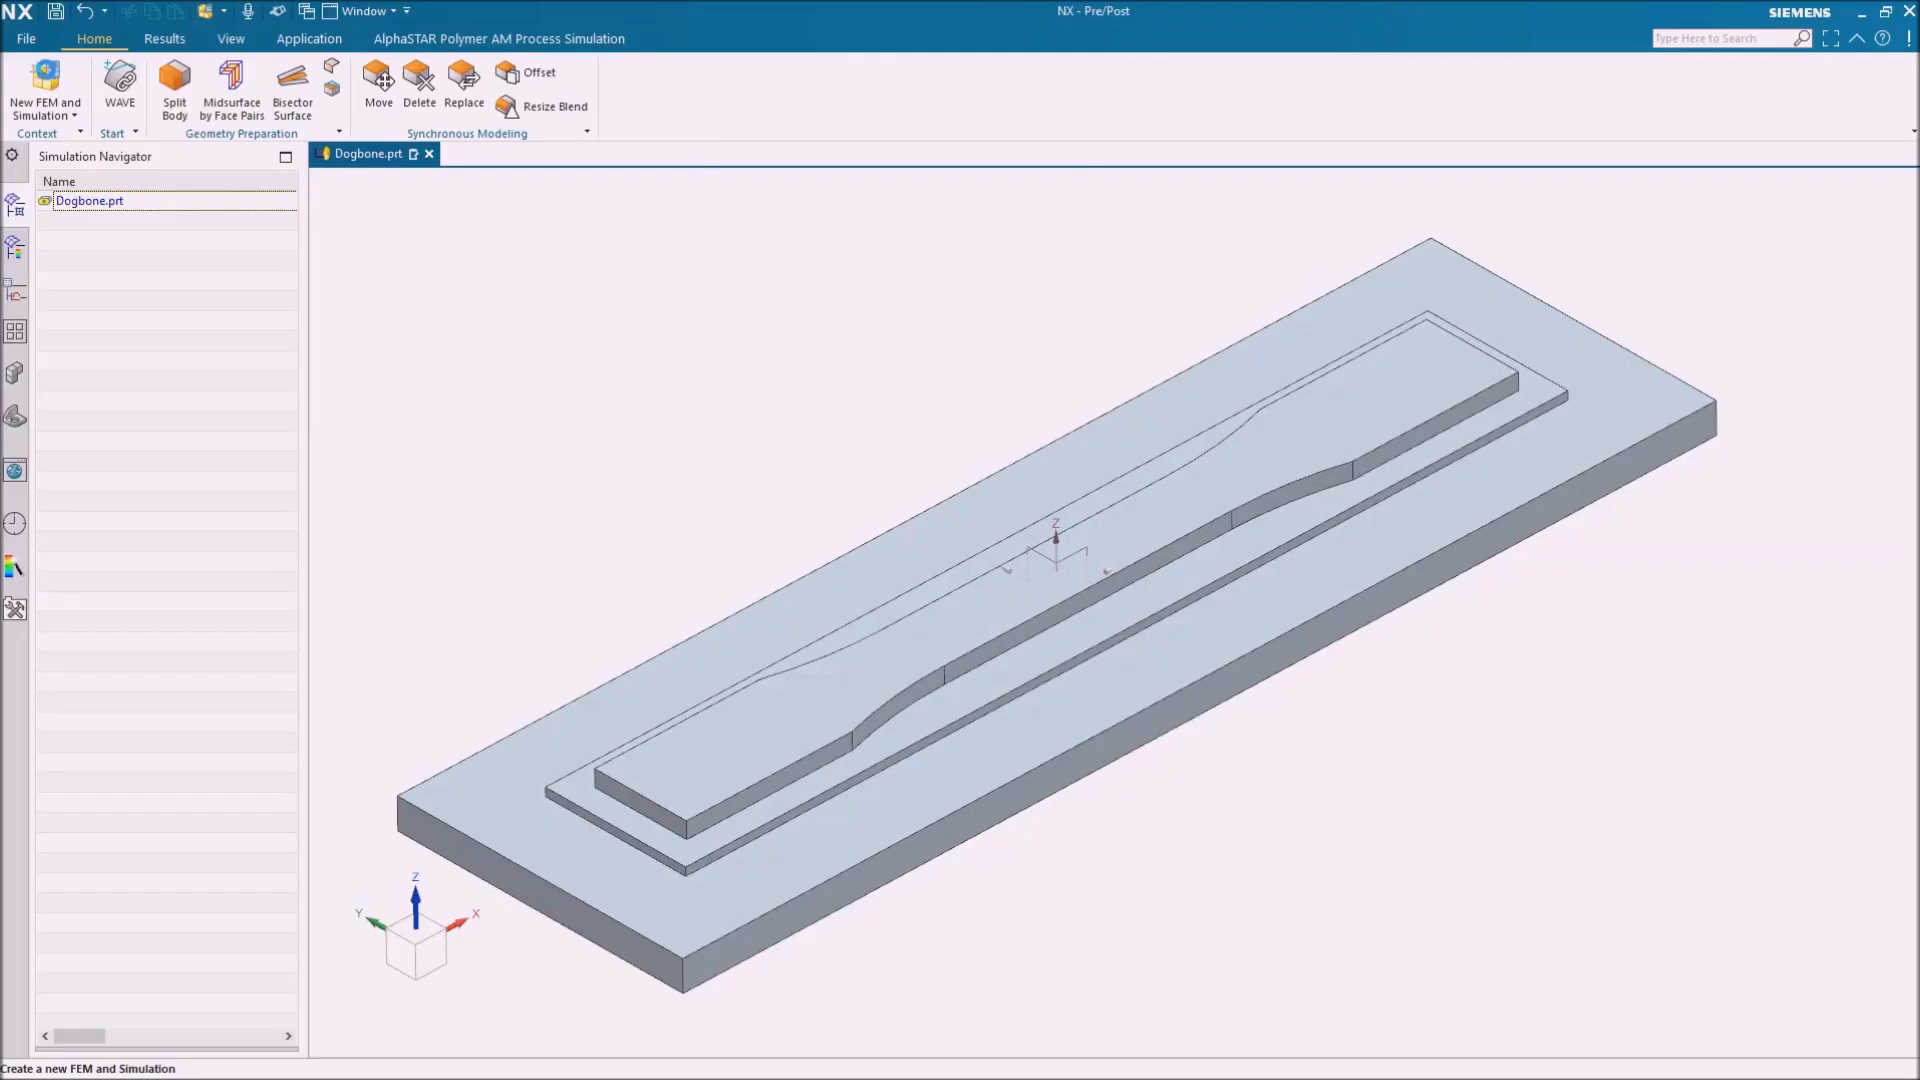 NX
Window
NX - Pre/Post
SIEMENS
File
Home
Results
View
Application
AlphaSTAR Polymer AM Process Simulation
Type Here to Search
New FEM and
Simulation
WAVE
Split
Body
Midsurface
by Face Pairs
Bisector
Surface
Move
Delete
Replace
Offset
Resize Blend
Context
Start
Geometry Preparation
Synchronous Modeling
Simulation Navigator
Dogbone.prt
Name
Dogbone.prt
Z
Z
Y
X
Create a new FEM and Simulation